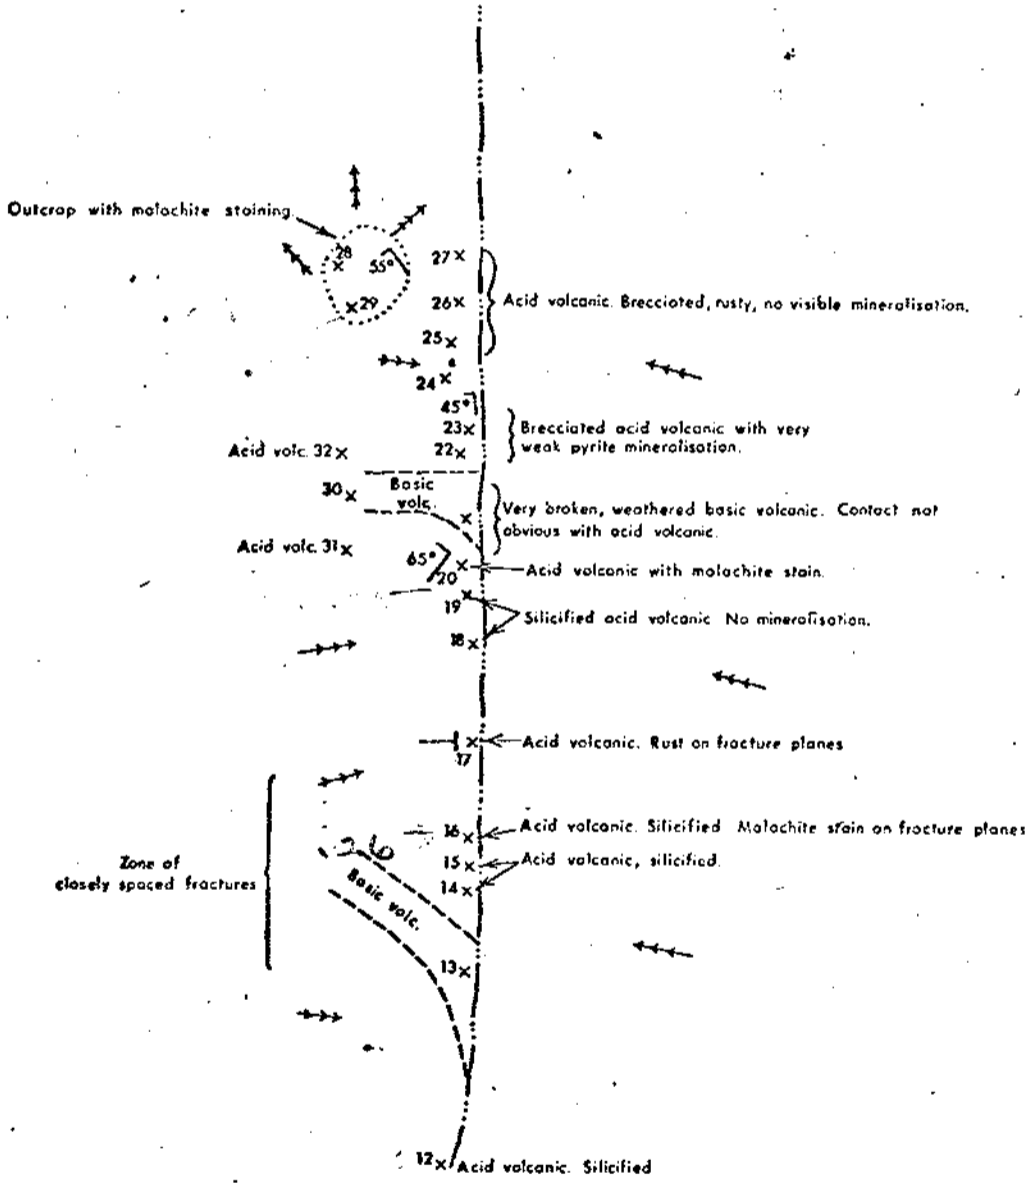 Outcrop with malachite staining.
28
55°
29
27
26
Acid volcanic. Brecciated, rusty, no visible mineralisation.
25
24
45°
23
Brecciated acid volcanic with very
weak pyrite mineralisation.
22
Acid volc. 32
30
Basic
volc.
Very broken, weathered basic volcanic. Contact not
obvious with acid volcanic.
Acid volc. 31
65°
20
Acid volcanic with malachite stain.
19
Silicified acid volcanic No mineralisation.
18
17
Acid volcanic. Rust on fracture planes
16
Acid volcanic. Silicified Malachite stain on fracture planes
15
Acid volcanic, silicified.
14
Zone of
closely spaced fractures
Basic volc.
13
12
Acid volcanic. Silicified